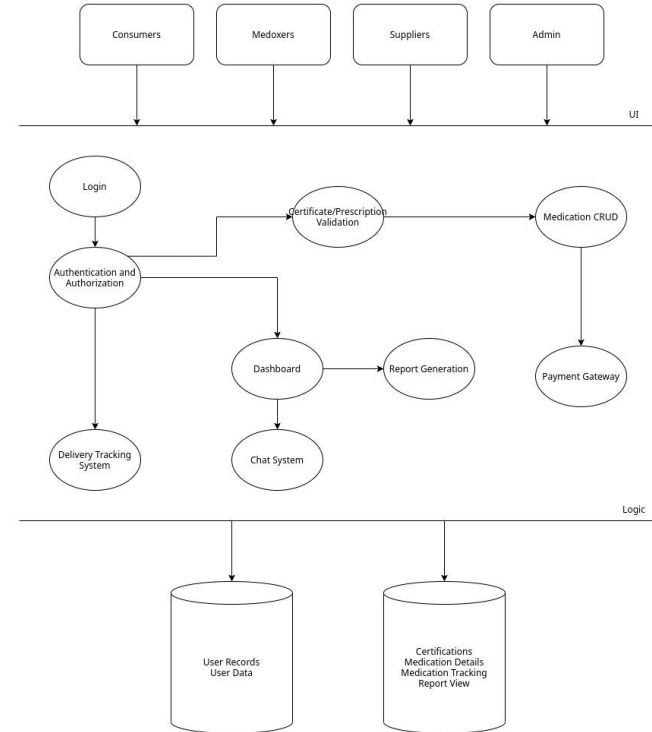 Consumers
Medoxers
Suppliers
Admin
UI
Login
Certificate/Prescription
Validation
Medication CRUD
Authentication and
Authorization
Dashboard
Report Generation
Payment Gateway
Delivery Tracking
System
Chat System
Logic
User Records
User Data
Certifications
Medication Details
Medication Tracking
Report View